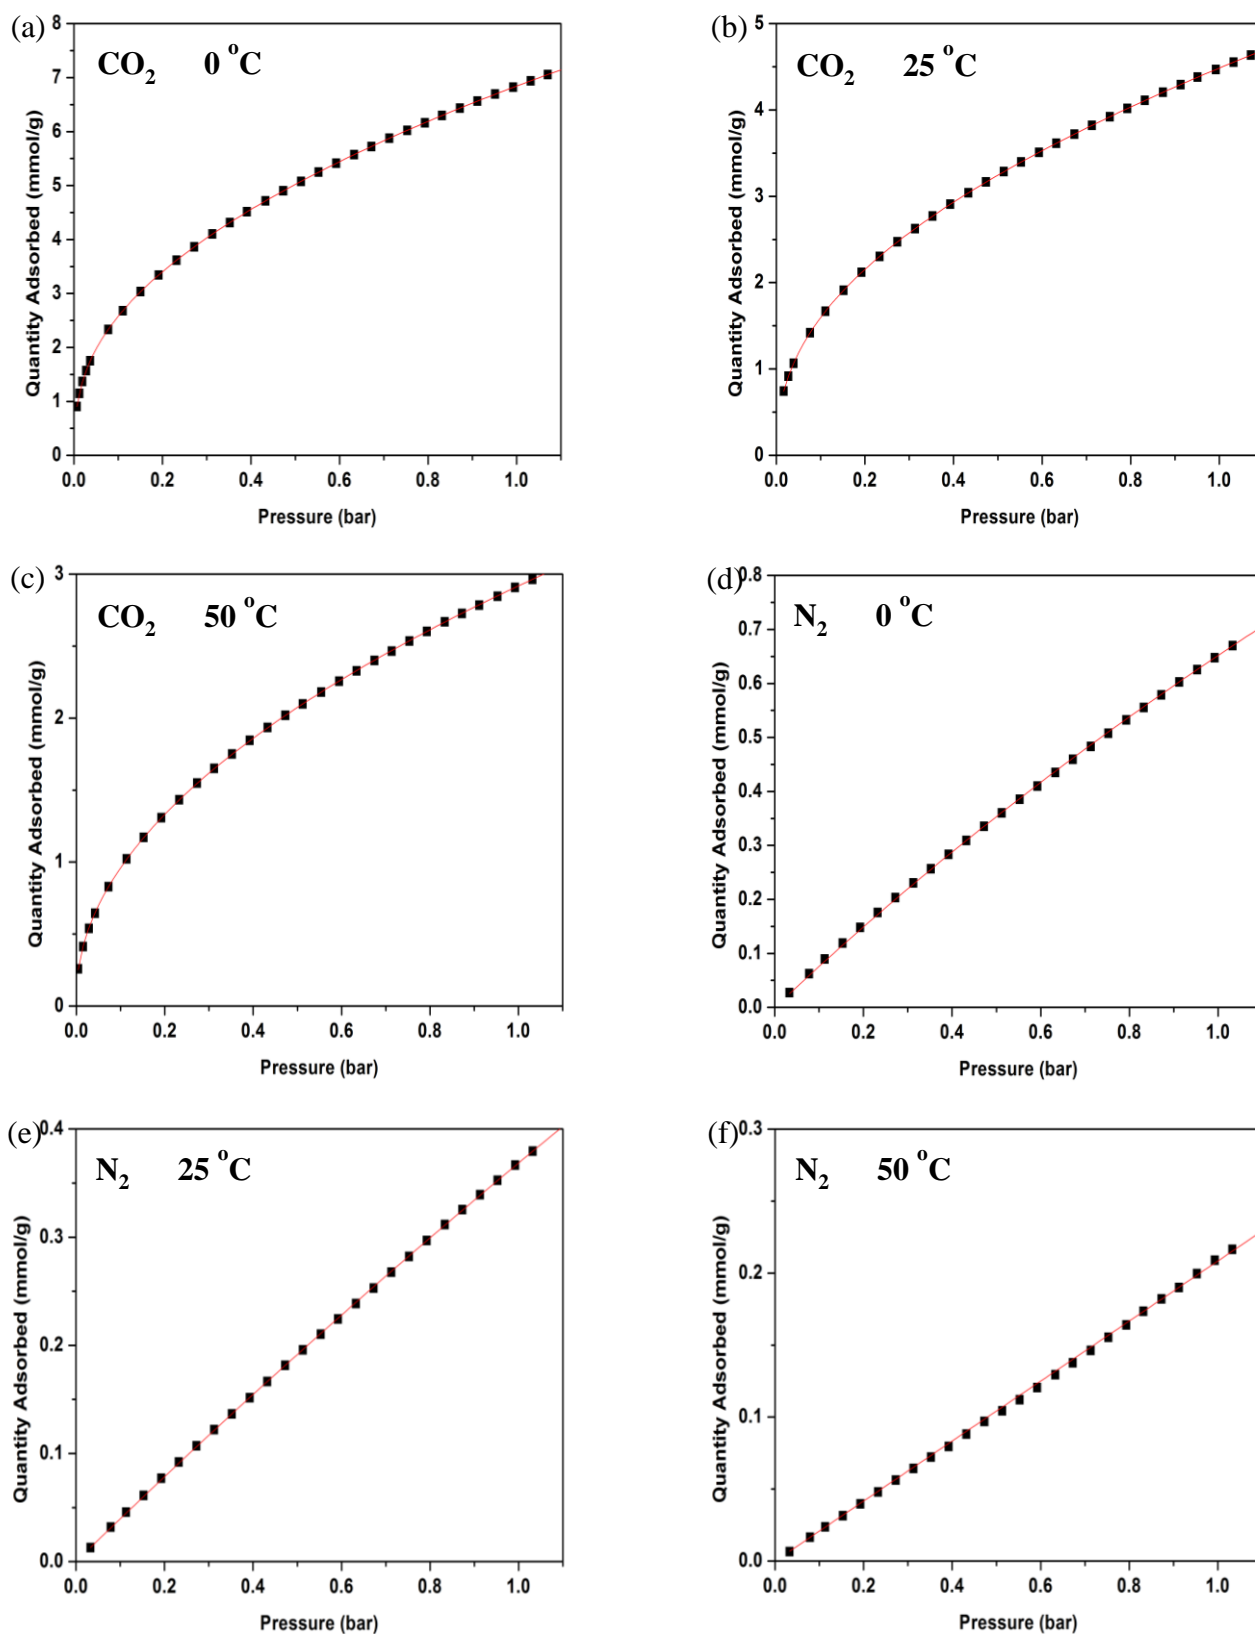 (a)
CO₂ 0 °C
8
7
6
5
4
3
2
1
0
Quantity Adsorbed (mmol/g)
0.0 0.2 0.4 0.6 0.8 1.0
Pressure (bar)
(b)
CO₂ 25 °C
5
4
3
2
1
0
Quantity Adsorbed (mmol/g)
0.0 0.2 0.4 0.6 0.8 1.0
Pressure (bar)
(c)
CO₂ 50 °C
3
2
1
0
Quantity Adsorbed (mmol/g)
0.0 0.2 0.4 0.6 0.8 1.0
Pressure (bar)
(d)
N₂ 0 °C
0.8
0.7
0.6
0.5
0.4
0.3
0.2
0.1
0.0
Quantity Adsorbed (mmol/g)
0.0 0.2 0.4 0.6 0.8 1.0
Pressure (bar)
(e)
N₂ 25 °C
0.4
0.3
0.2
0.1
0.0
Quantity Adsorbed (mmol/g)
0.0 0.2 0.4 0.6 0.8 1.0
Pressure (bar)
(f)
N₂ 50 °C
0.3
0.2
0.1
0.0
Quantity Adsorbed (mmol/g)
0.0 0.2 0.4 0.6 0.8 1.0
Pressure (bar)